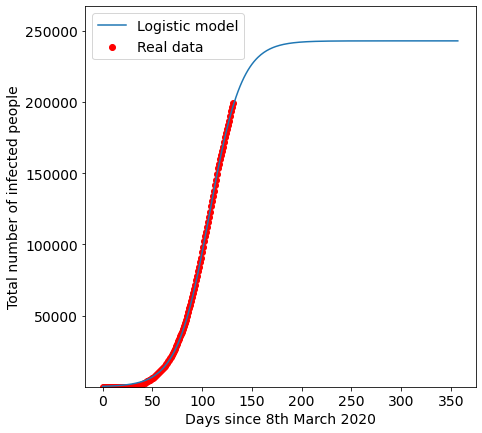 Logistic model
Real data
Total number of infected people
250000
200000
150000
100000
50000
0 50 100 150 200 250 300 350
Days since 8th March 2020